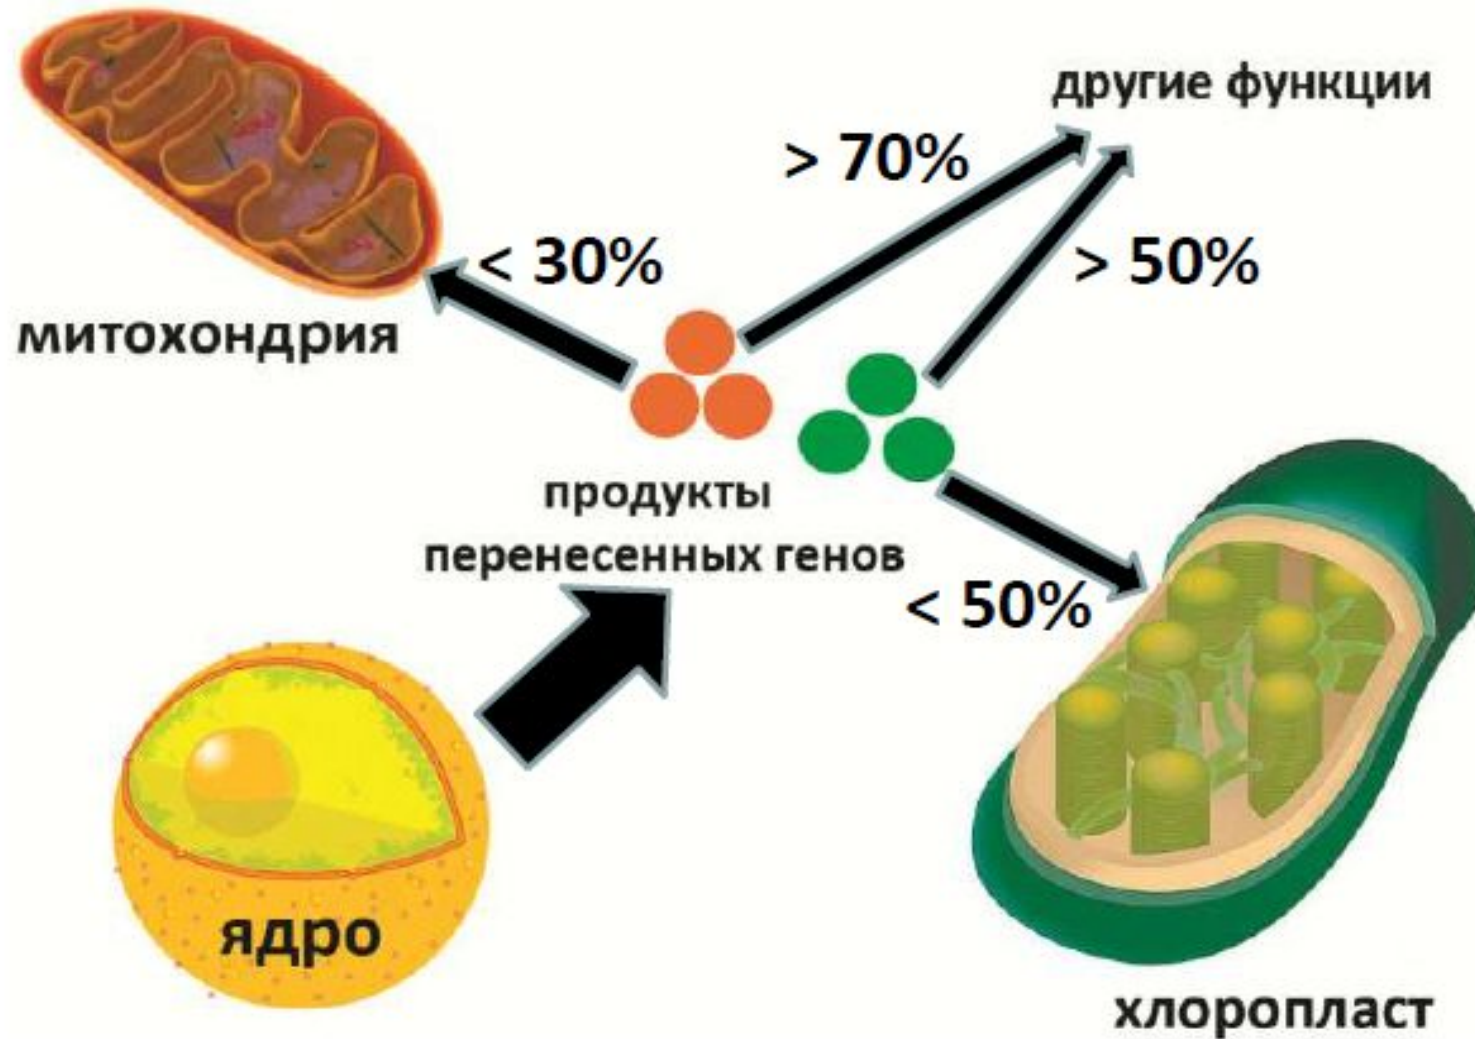 другие функции
> 70%
< 30%
> 50%
митохондрия
продукты
перенесенных генов
< 50%
ядро
хлоропласт